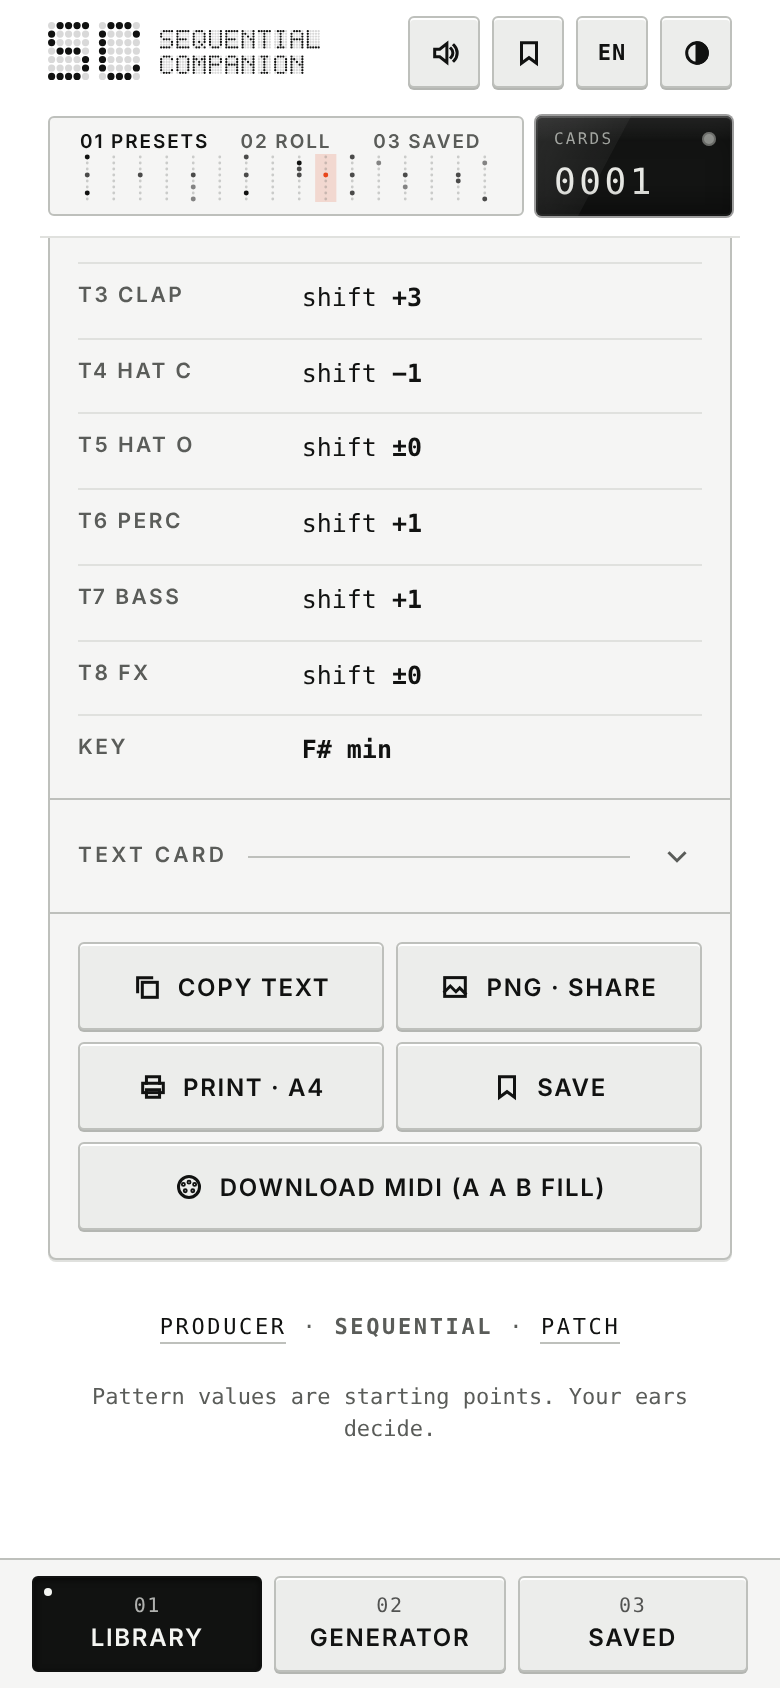 SC
SEQUENTIAL
COMPANION
EN
01 PRESETS
02 ROLL
03 SAVED
CARDS
0001
T3 CLAP
shift +3
T4 HAT C
shift −1
T5 HAT O
shift ±0
T6 PERC
shift +1
T7 BASS
shift +1
T8 FX
shift ±0
KEY
F# min
TEXT CARD
COPY TEXT
PNG · SHARE
PRINT · A4
SAVE
DOWNLOAD MIDI (A A B FILL)
PRODUCER · SEQUENTIAL · PATCH
Pattern values are starting points. Your ears
decide.
01
LIBRARY
02
GENERATOR
03
SAVED